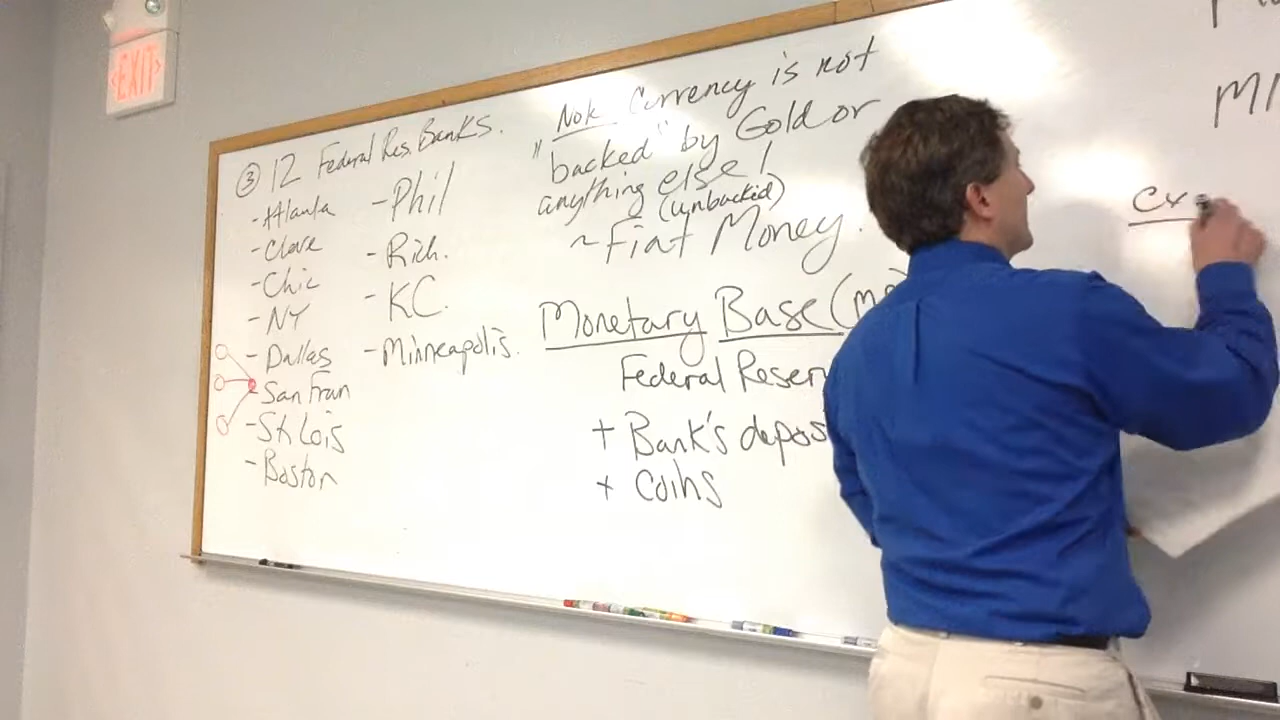 EXIT
③ 12 Federal Res. Banks.
- Atlanta
- Cleve
- Chic
- NY
- Dallas
- San Fran
- St Lois
- Boston
- Phil
- Rich.
- KC.
- Minneapolis.
Note Currency is not
"backed" by Gold or
anything else!
(unbacked)
~ Fiat Money.
Monetary Base (m
Federal Reser
+ Bank's depos
+ Coins